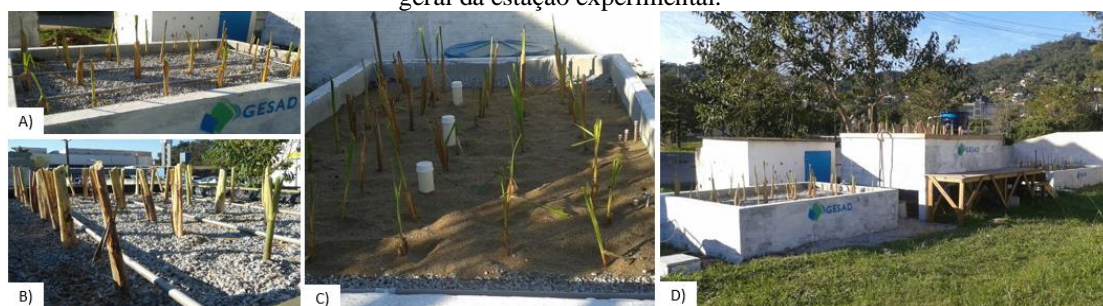 geral da estação experimental.
A)
GESAD
B)
C)
GESAD
GESAD
D)